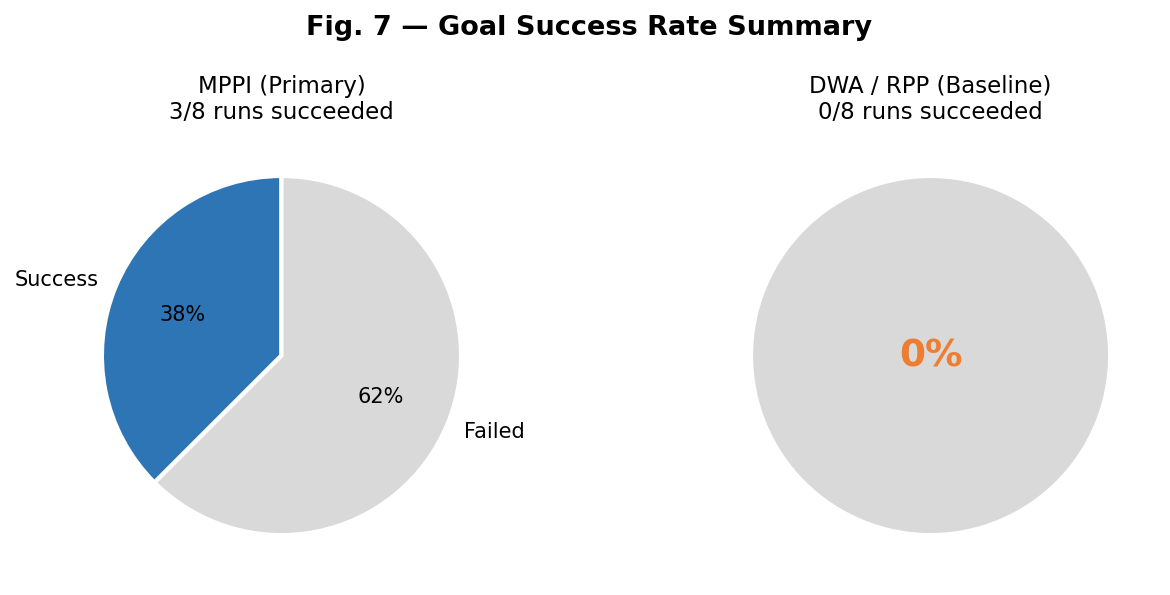 Fig. 7 — Goal Success Rate Summary
MPPI (Primary)
3/8 runs succeeded
Success
38%
62%
Failed
DWA / RPP (Baseline)
0/8 runs succeeded
0%